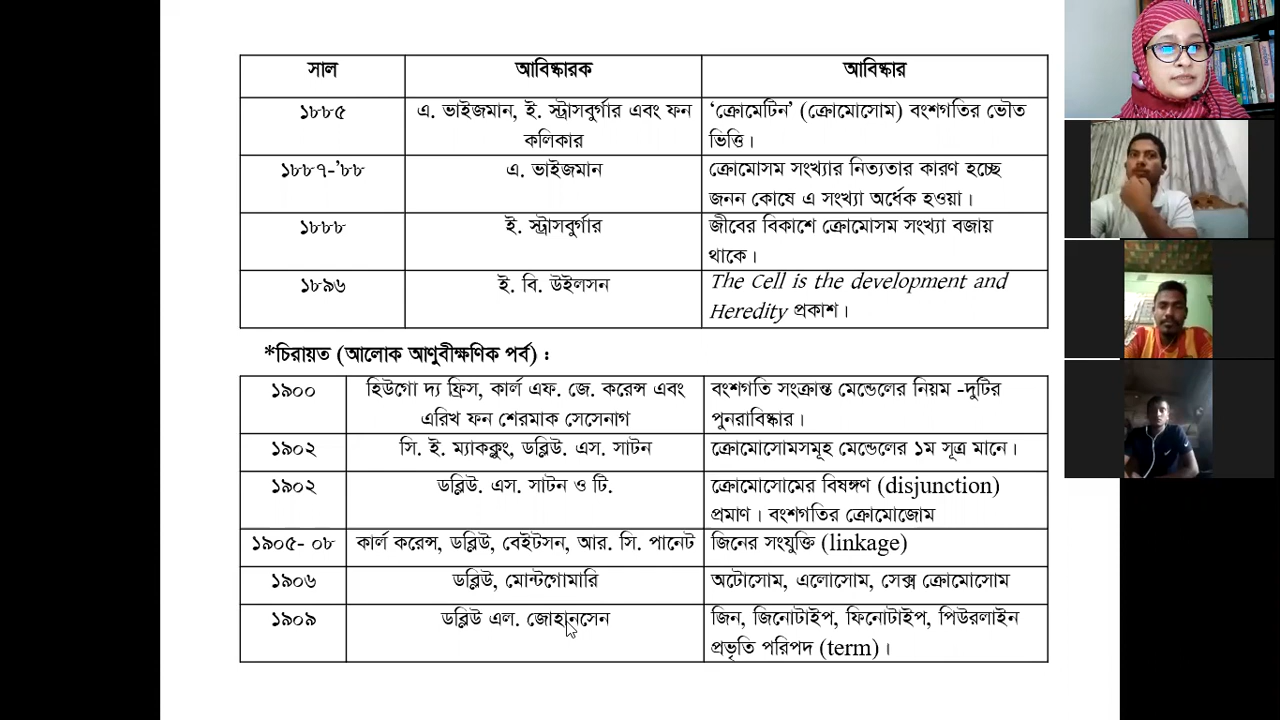 সাল আবিষ্কারক আবিষ্কার
১৮৮৫ এ. ভাইজমান, ই. স্ট্রাসবুর্গার এবং ফন ‘ক্রোমেটিন’ (ক্রোমোসোম) বংশগতির ভৌত
কলিকার ভিত্তি।
১৮৮৭-’৮৮ এ. ভাইজমান ক্রোমোসম সংখ্যার নিত্যতার কারণ হচ্ছে
জনন কোষে এ সংখ্যা অর্ধেক হওয়া।
১৮৮৮ ই. স্ট্রাসবুর্গার জীবের বিকাশে ক্রোমোসম সংখ্যা বজায়
থাকে।
১৮৯৬ ই. বি. উইলসন The Cell is the development and
Heredity প্রকাশ।
*চিরায়ত (আলোক আণুবীক্ষণিক পর্ব) :
১৯০০ হিউগো দ্য ফ্রিস, কার্ল এফ. জে. করেন্স এবং বংশগতি সংক্রান্ত মেন্ডেলের নিয়ম -দুটির
এরিখ ফন শেরমাক সেসেনাগ পুনরাবিষ্কার।
১৯০২ সি. ই. ম্যাকক্লুং, ডব্লিউ. এস. সাটন ক্রোমোসোমসমূহ মেন্ডেলের ১ম সূত্র মানে।
১৯০২ ডব্লিউ. এস. সাটন ও টি. ক্রোমোসোমের বিষঙ্গণ (disjunction)
প্রমাণ। বংশগতির ক্রোমোজোম
১৯০৫- ০৮ কার্ল করেন্স, ডব্লিউ, বেইটসন, আর. সি. পানেট জিনের সংযুক্তি (linkage)
১৯০৬ ডব্লিউ, মোন্টগোমারি অটোসোম, এলোসোম, সেক্স ক্রোমোসোম
১৯০৯ ডব্লিউ এল. জোহানসেন জিন, জিনোটাইপ, ফিনোটাইপ, পিউরলাইন
প্রভৃতি পরিপদ (term)।